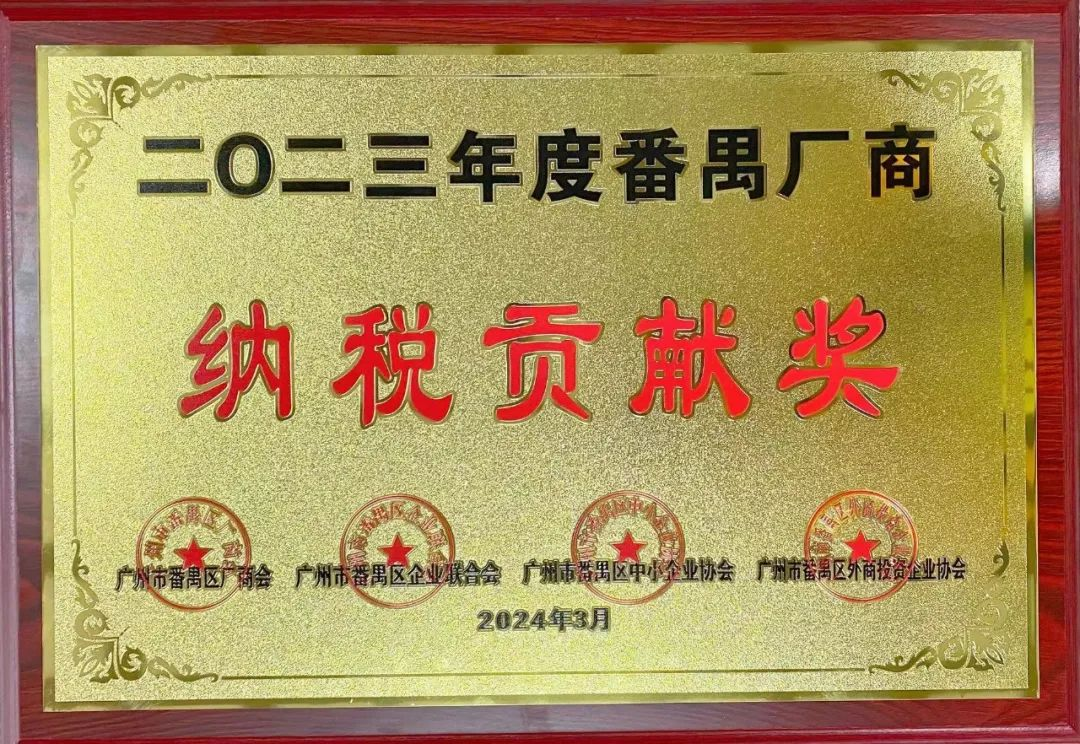 二O二三年度番禺厂商
纳税贡献奖
广州市番禺区厂商会 广州市番禺区企业联合会 广州市番禺区中小企业协会 广州市番禺区外商投资企业协会
2024年3月